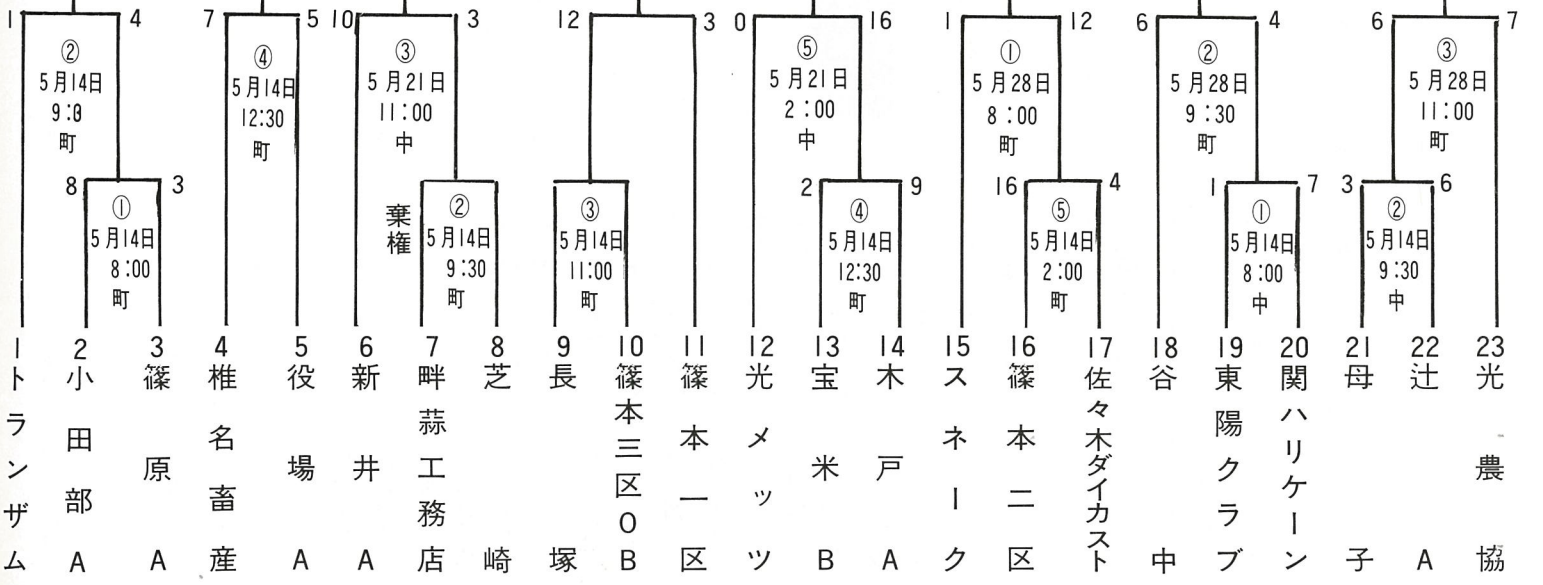 1 4 7 5 10 3 12 3 0 16 1 12 6 4 6 7
② ④ ③ ⑤ ① ② ③
5月14日 5月14日 5月21日 5月21日 5月28日 5月28日 5月28日
9:0 12:30 11:00 2:00 8:00 9:30 11:00
町 町 中 中 町 町 町
8 3 2 9 16 4 1 7 3 6
棄権
① ② ③ ④ ⑤ ① ②
5月14日 5月14日 5月14日 5月14日 5月14日 5月14日 5月14日
8:00 9:30 11:00 12:30 2:00 8:00 9:30
町 町 町 町 町 中 中
1 トランザム
2 小田部A
3 篠原A
4 椎名畜産
5 役場A
6 新井A
7 畔蒜工務店
8 芝崎
9 長塚
10 篠本三区OB
11 篠本一区
12 光メッツ
13 宝米B
14 木戸A
15 スネーク
16 篠本二区
17 佐々木ダイカスト
18 谷中
19 東陽クラブ
20 関ハリケーン
21 母子
22 辻A
23 光農協